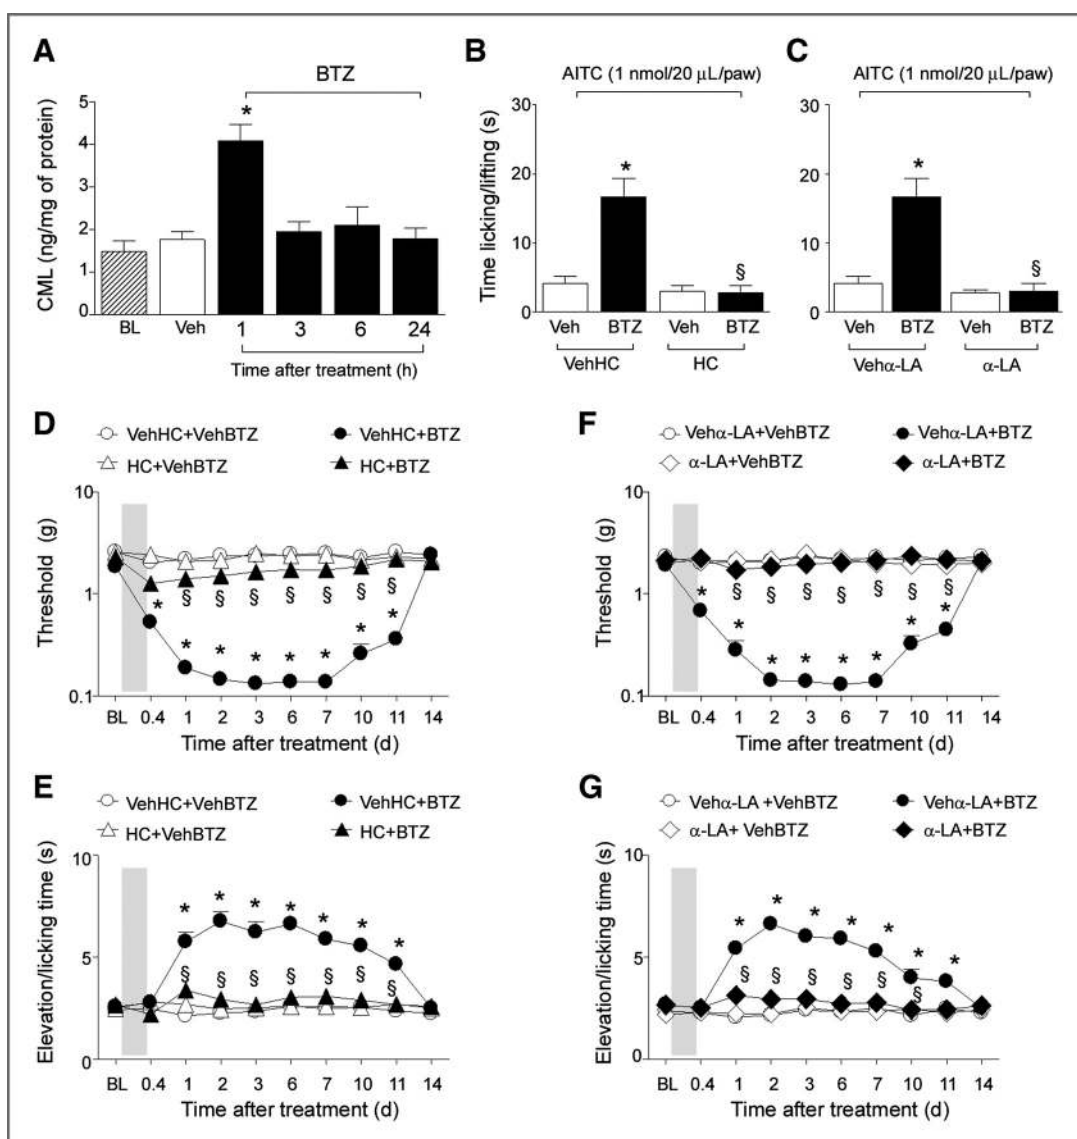 A
BTZ
CML (ng/mg of protein)
5
4
3
2
1
0
*
BL Veh 1 3 6 24
Time after treatment (h)
B
AITC (1 nmol/20 μL/paw)
Time licking/lifting (s)
30
20
10
0
*
§
Veh BTZ Veh BTZ
VehHC HC
C
AITC (1 nmol/20 μL/paw)
30
20
10
0
*
§
Veh BTZ Veh BTZ
Vehα-LA α-LA
D
VehHC+VehBTZ VehHC+BTZ
HC+VehBTZ HC+BTZ
Threshold (g)
10
1
0.1
§ § § § § § §
* * * * * * * *
BL 0.4 1 2 3 6 7 10 11 14
Time after treatment (d)
F
Vehα-LA+VehBTZ Vehα-LA+BTZ
α-LA+VehBTZ α-LA+BTZ
Threshold (g)
10
1
0.1
§ § § § § § §
* * * * * * * *
BL 0.4 1 2 3 6 7 10 11 14
Time after treatment (d)
E
VehHC+VehBTZ VehHC+BTZ
HC+VehBTZ HC+BTZ
Elevation/licking time (s)
10
5
0
* * * * * * *
§ § § § § § §
BL 0.4 1 2 3 6 7 10 11 14
Time after treatment (d)
G
Vehα-LA +VehBTZ Vehα-LA+BTZ
α-LA+ VehBTZ α-LA+BTZ
Elevation/licking time (s)
10
5
0
* * * * * * *
§ § § § § §
BL 0.4 1 2 3 6 7 10 11 14
Time after treatment (d)